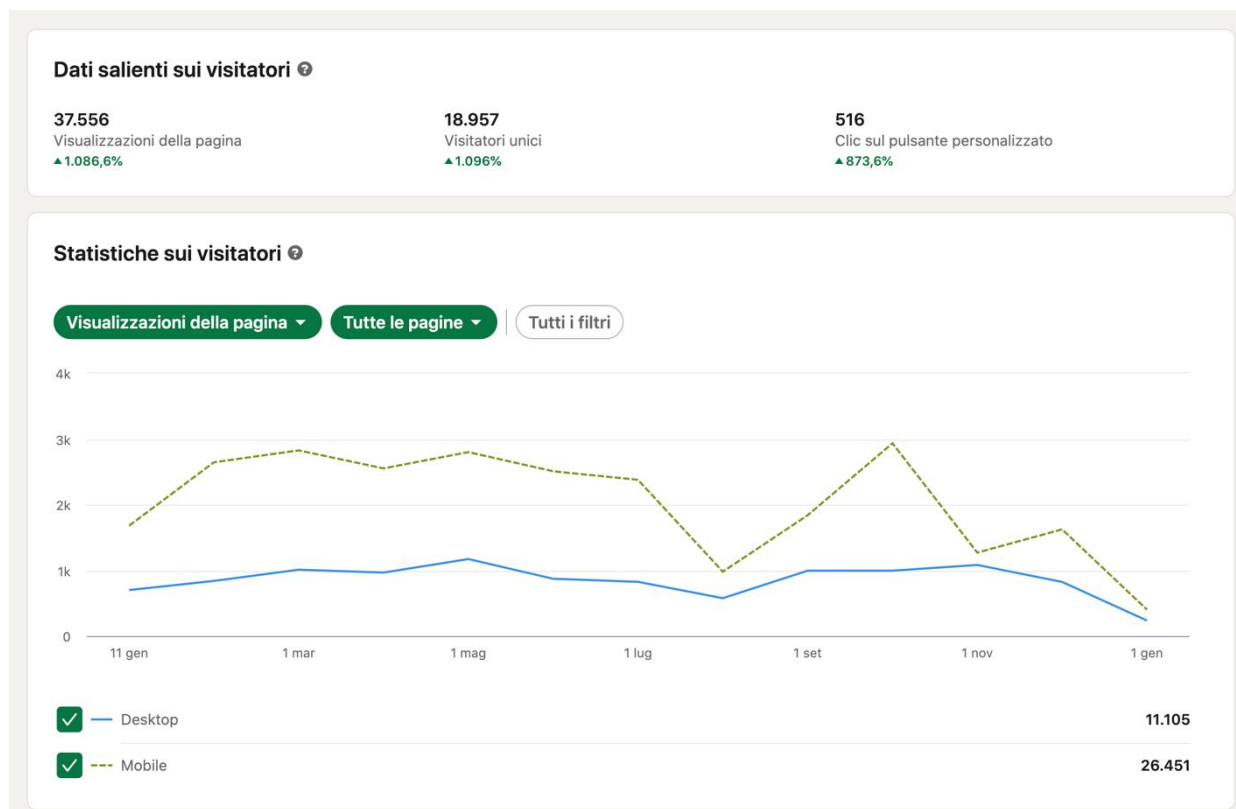 Dati salienti sui visitatori
37.556
Visualizzazioni della pagina
▲1.086,6%
18.957
Visitatori unici
▲1.096%
516
Clic sul pulsante personalizzato
▲873,6%
Statistiche sui visitatori
Visualizzazioni della pagina
Tutte le pagine
Tutti i filtri
4k
3k
2k
1k
0
11 gen
1 mar
1 mag
1 lug
1 set
1 nov
1 gen
Desktop
11.105
Mobile
26.451